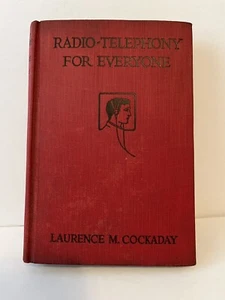 RADIO-TELEPHONY
FOR EVERYONE
LAURENCE M. COCKADAY